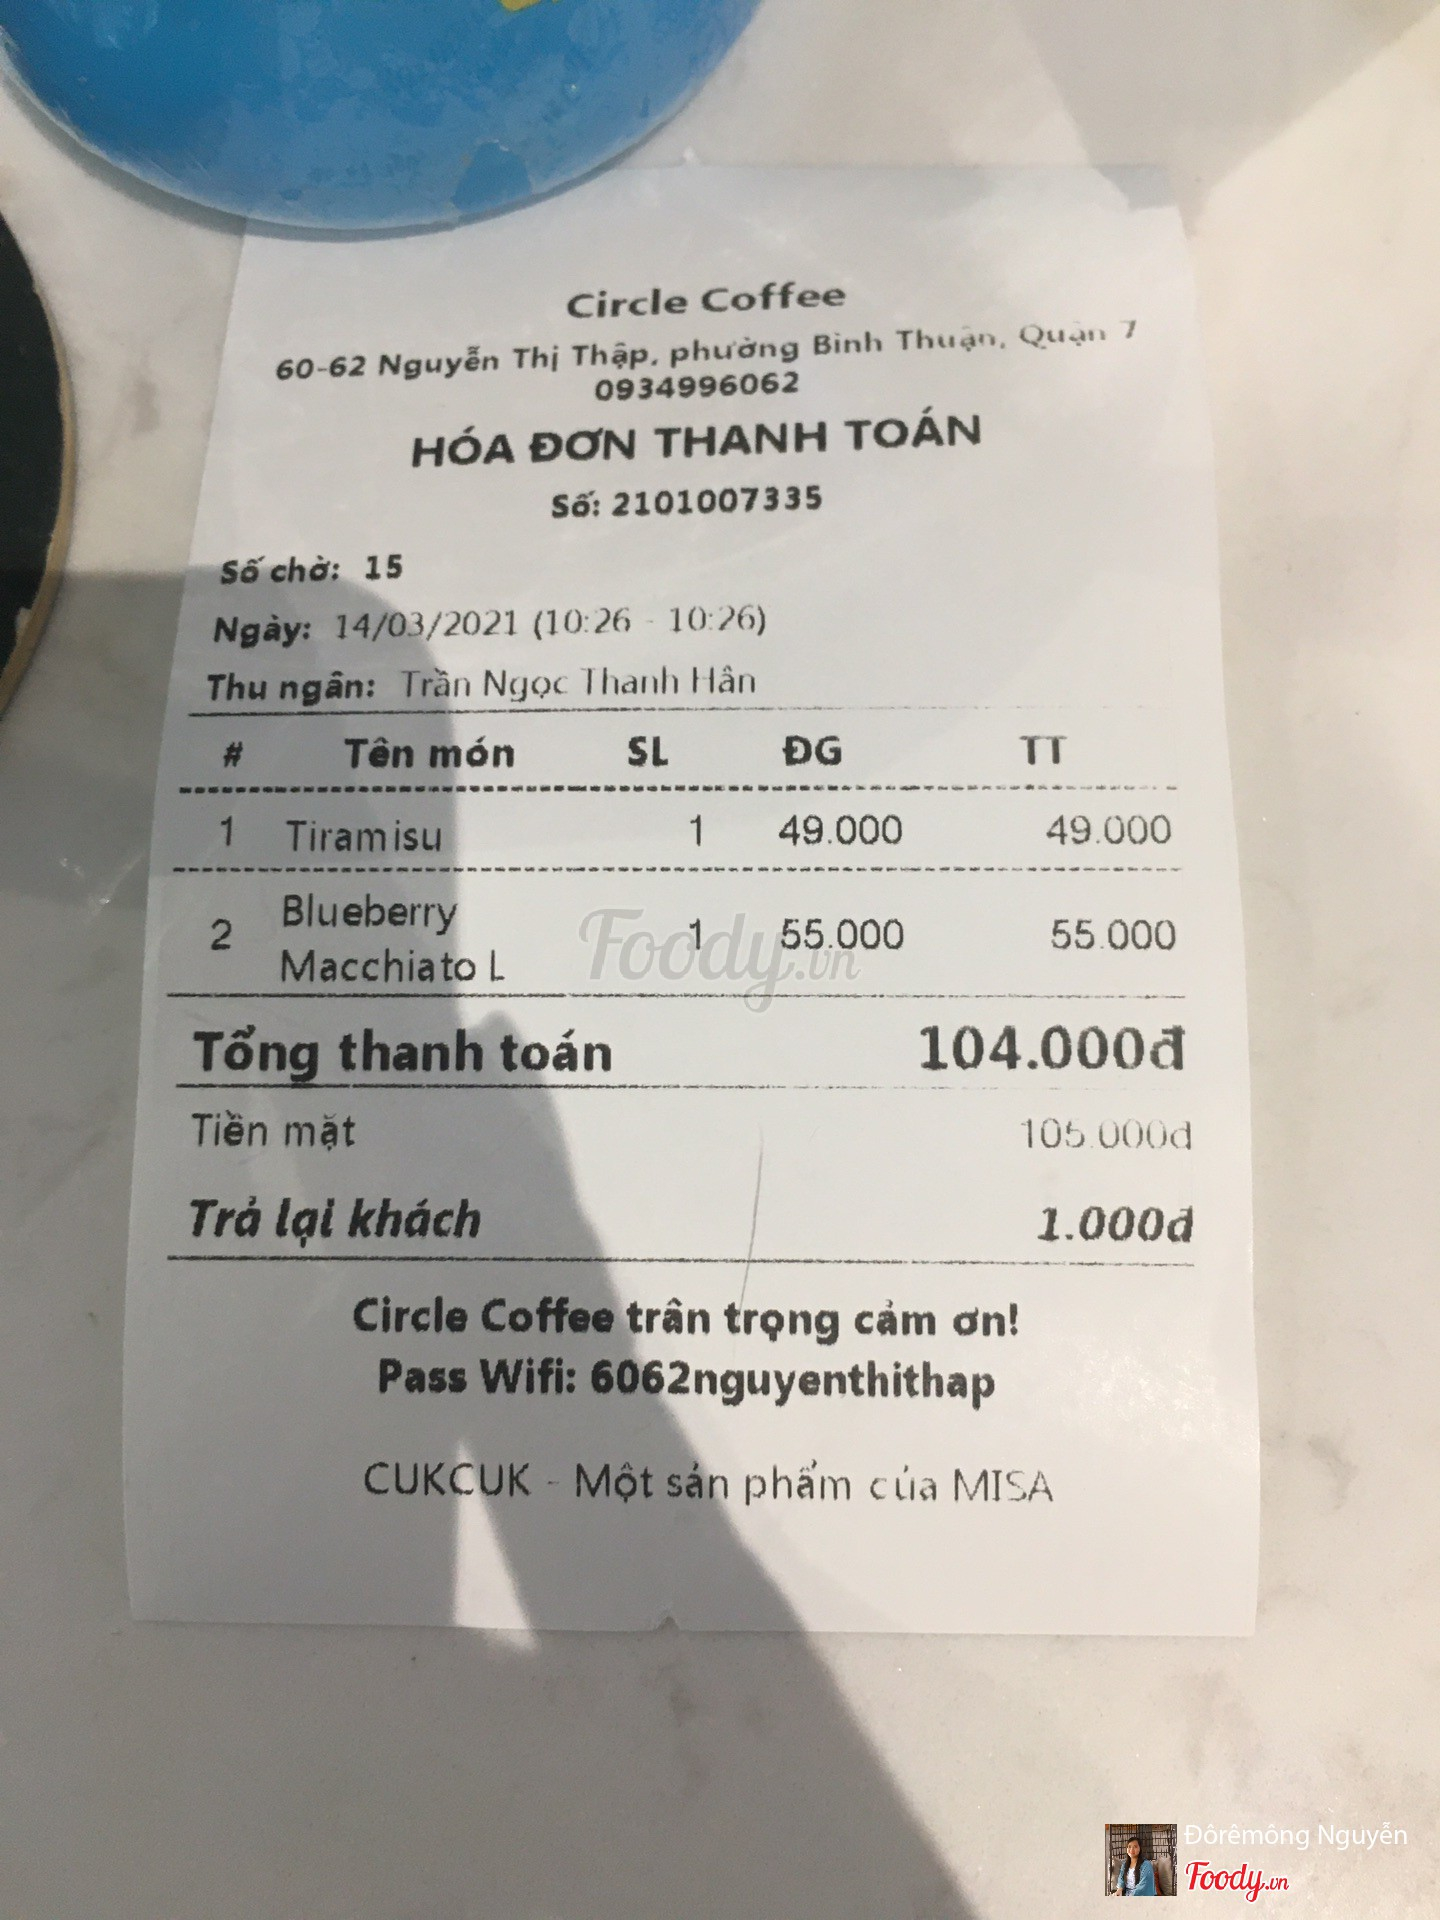 Circle Coffee
60-62 Nguyễn Thị Thập, phường Bình Thuận, Quận 7
0934996062
HÓA ĐƠN THANH TOÁN
Số: 2101007335
Số chờ: 15
Ngày: 14/03/2021 (10:26 - 10:26)
Thu ngân: Trần Ngọc Thanh Hân
# Tên món SL ĐG TT
1 Tiramisu 1 49.000 49.000
2 Blueberry Macchiato L 1 55.000 55.000
Foody.vn
Tổng thanh toán 104.000đ
Tiền mặt 105.000đ
Trả lại khách 1.000đ
Circle Coffee trân trọng cảm ơn!
Pass Wifi: 6062nguyenthithap
CUKCUK - Một sản phẩm của MISA
Đôrêmông Nguyễn
Foody.vn